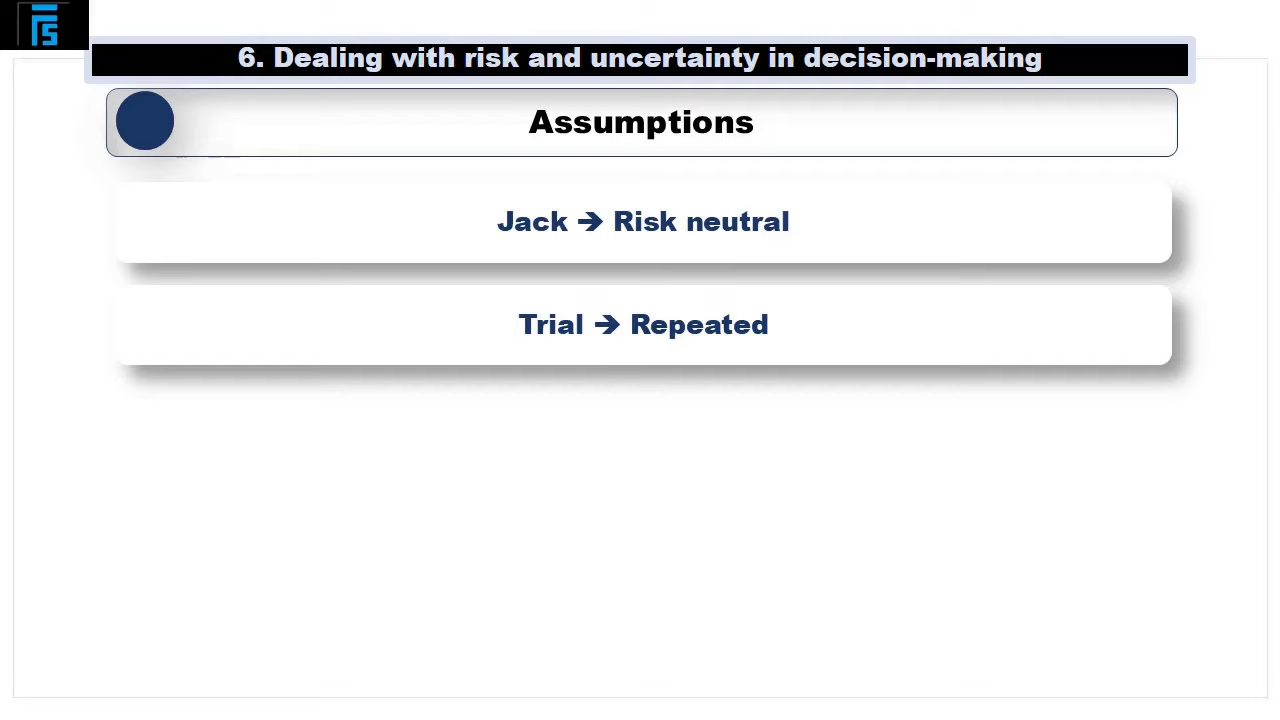 6. Dealing with risk and uncertainty in decision-making
Assumptions
Jack ➔ Risk neutral
Trial ➔ Repeated